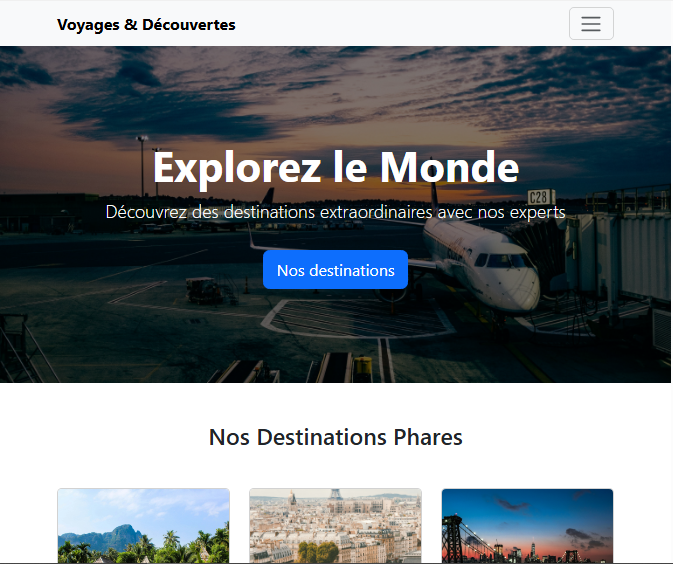 Voyages & Découvertes
Explorez le Monde
C28
Découvrez des destinations extraordinaires avec nos experts
Nos destinations
Nos Destinations Phares